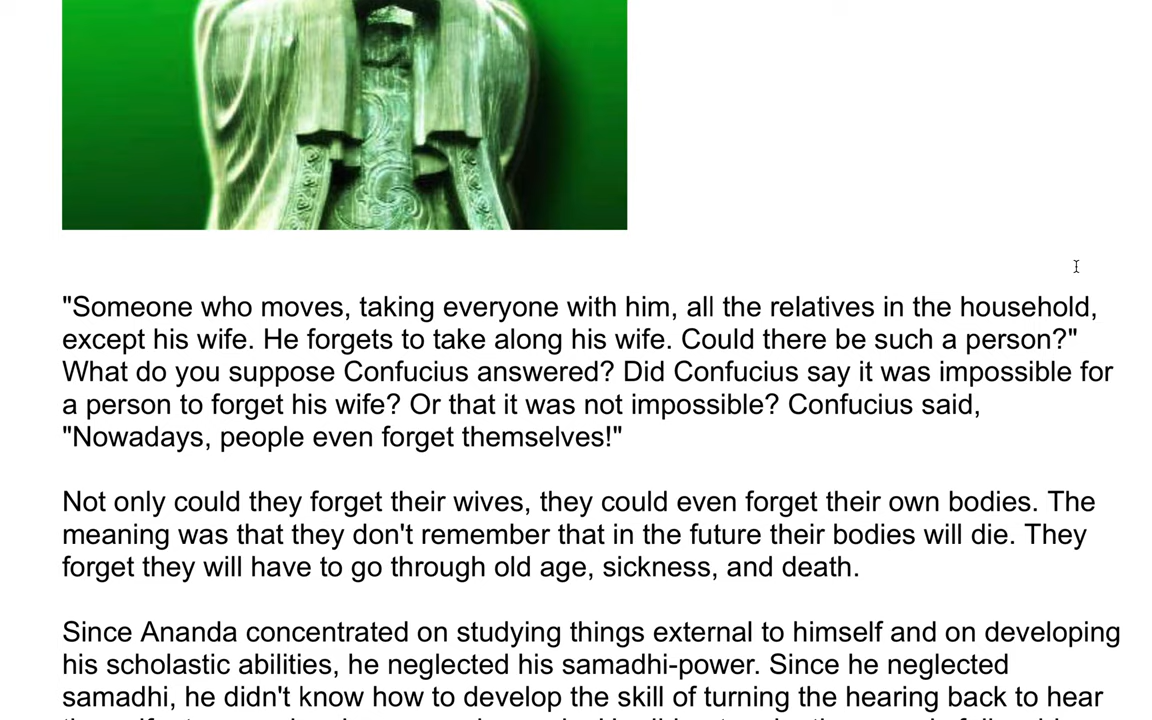 "Someone who moves, taking everyone with him, all the relatives in the household,
except his wife. He forgets to take along his wife. Could there be such a person?"
What do you suppose Confucius answered? Did Confucius say it was impossible for
a person to forget his wife? Or that it was not impossible? Confucius said,
"Nowadays, people even forget themselves!"
Not only could they forget their wives, they could even forget their own bodies. The
meaning was that they don't remember that in the future their bodies will die. They
forget they will have to go through old age, sickness, and death.
Since Ananda concentrated on studying things external to himself and on developing
his scholastic abilities, he neglected his samadhi-power. Since he neglected
samadhi, he didn't know how to develop the skill of turning the hearing back to hear